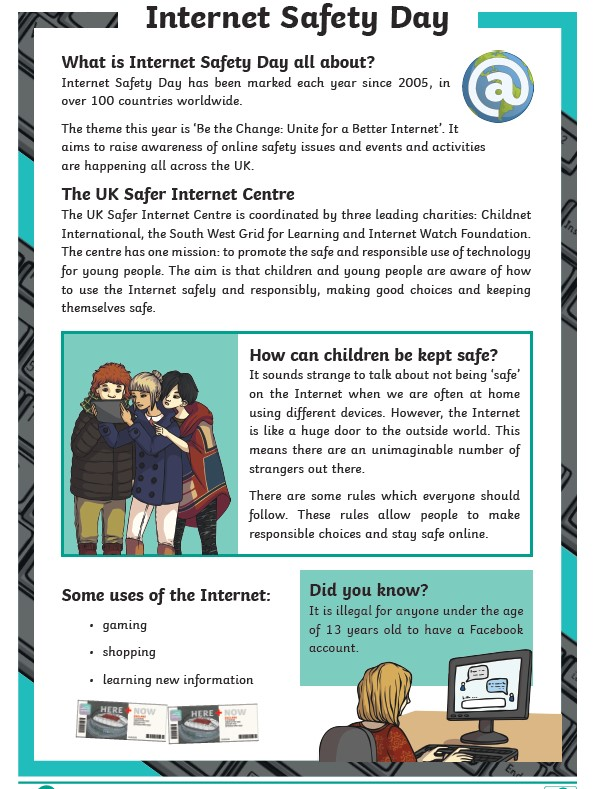 Internet Safety Day
What is Internet Safety Day all about?
Internet Safety Day has been marked each year since 2005, in
over 100 countries worldwide.
The theme this year is ‘Be the Change: Unite for a Better Internet’. It
aims to raise awareness of online safety issues and events and activities
are happening all across the UK.
@
The UK Safer Internet Centre
The UK Safer Internet Centre is coordinated by three leading charities: Childnet
International, the South West Grid for Learning and Internet Watch Foundation.
The centre has one mission: to promote the safe and responsible use of technology
for young people. The aim is that children and young people are aware of how
to use the Internet safely and responsibly, making good choices and keeping
themselves safe.
How can children be kept safe?
It sounds strange to talk about not being ‘safe’
on the Internet when we are often at home
using different devices. However, the Internet
is like a huge door to the outside world. This
means there are an unimaginable number of
strangers out there.
There are some rules which everyone should
follow. These rules allow people to make
responsible choices and stay safe online.
Some uses of the Internet:
• gaming
• shopping
• learning new information
HERE NOW
HERE NOW
Did you know?
It is illegal for anyone under the age
of 13 years old to have a Facebook
account.
End